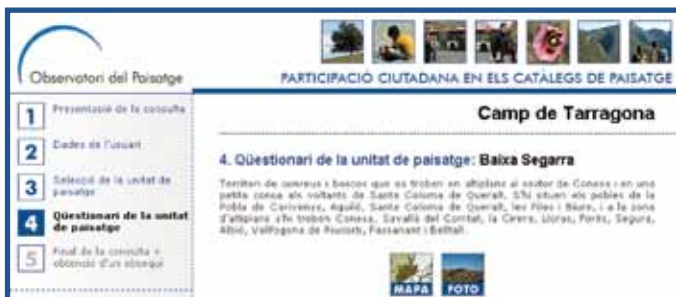 Observatori del Paisatge
PARTICIPACIÓ CIUTADANA EN ELS CATÀLEGS DE PAISATGE
1 Presentació de la consulta
2 Dades de l'usuari
3 Selecció de la unitat de
paisatge
4 Qüestionari de la unitat
de paisatge
5 Final de la consulta +
obtenció d'un obsequi
Camp de Tarragona
4. Qüestionari de la unitat de paisatge: Baixa Segarra
Territori de conreus i boscos que es troben en altiplans al sector de Conesa i en una
petita conca als voltants de Santa Coloma de Queralt. S'hi situen els pobles de la
Pobla de Carivenys, Aguiló, Santa Coloma de Queralt, les Piles i Biure, i a la zona
d'altiplans s'hi troben Conesa, Savallà del Comtat, la Cirera, Llorac, Forès, Segura,
Albió, Vallfogona de Riucorb, Passanant i Belltall.
MAPA FOTO